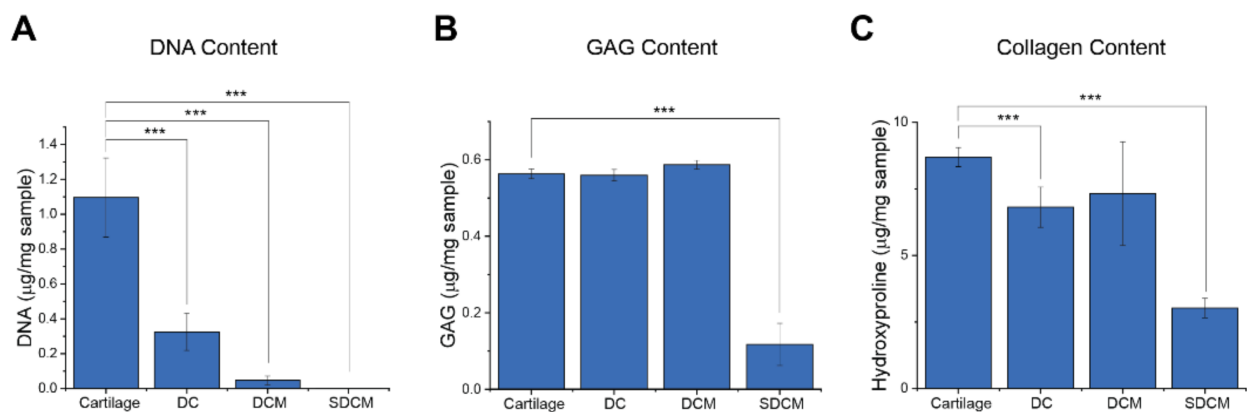 A
DNA Content
***
***
***
DNA (μg/mg sample)
1.4
1.2
1.0
0.8
0.6
0.4
0.2
0.0
Cartilage DC DCM SDCM
B
GAG Content
***
GAG (μg/mg sample)
0.6
0.4
0.2
0.0
Cartilage DC DCM SDCM
C
Collagen Content
***
***
Hydroxyproline (μg/mg sample)
10
5
0
Cartilage DC DCM SDCM